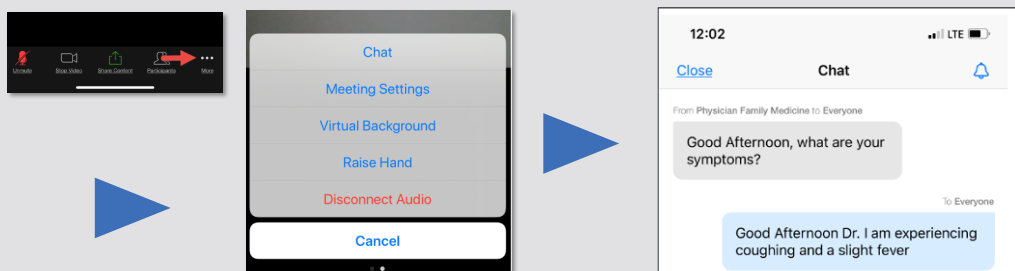 Unmute
Stop Video
Share Content
Participants
More
Chat
Meeting Settings
Virtual Background
Raise Hand
Disconnect Audio
Cancel
12:02
LTE
Close
Chat
From Physician Family Medicine to Everyone
Good Afternoon, what are your
symptoms?
To Everyone
Good Afternoon Dr. I am experiencing
coughing and a slight fever